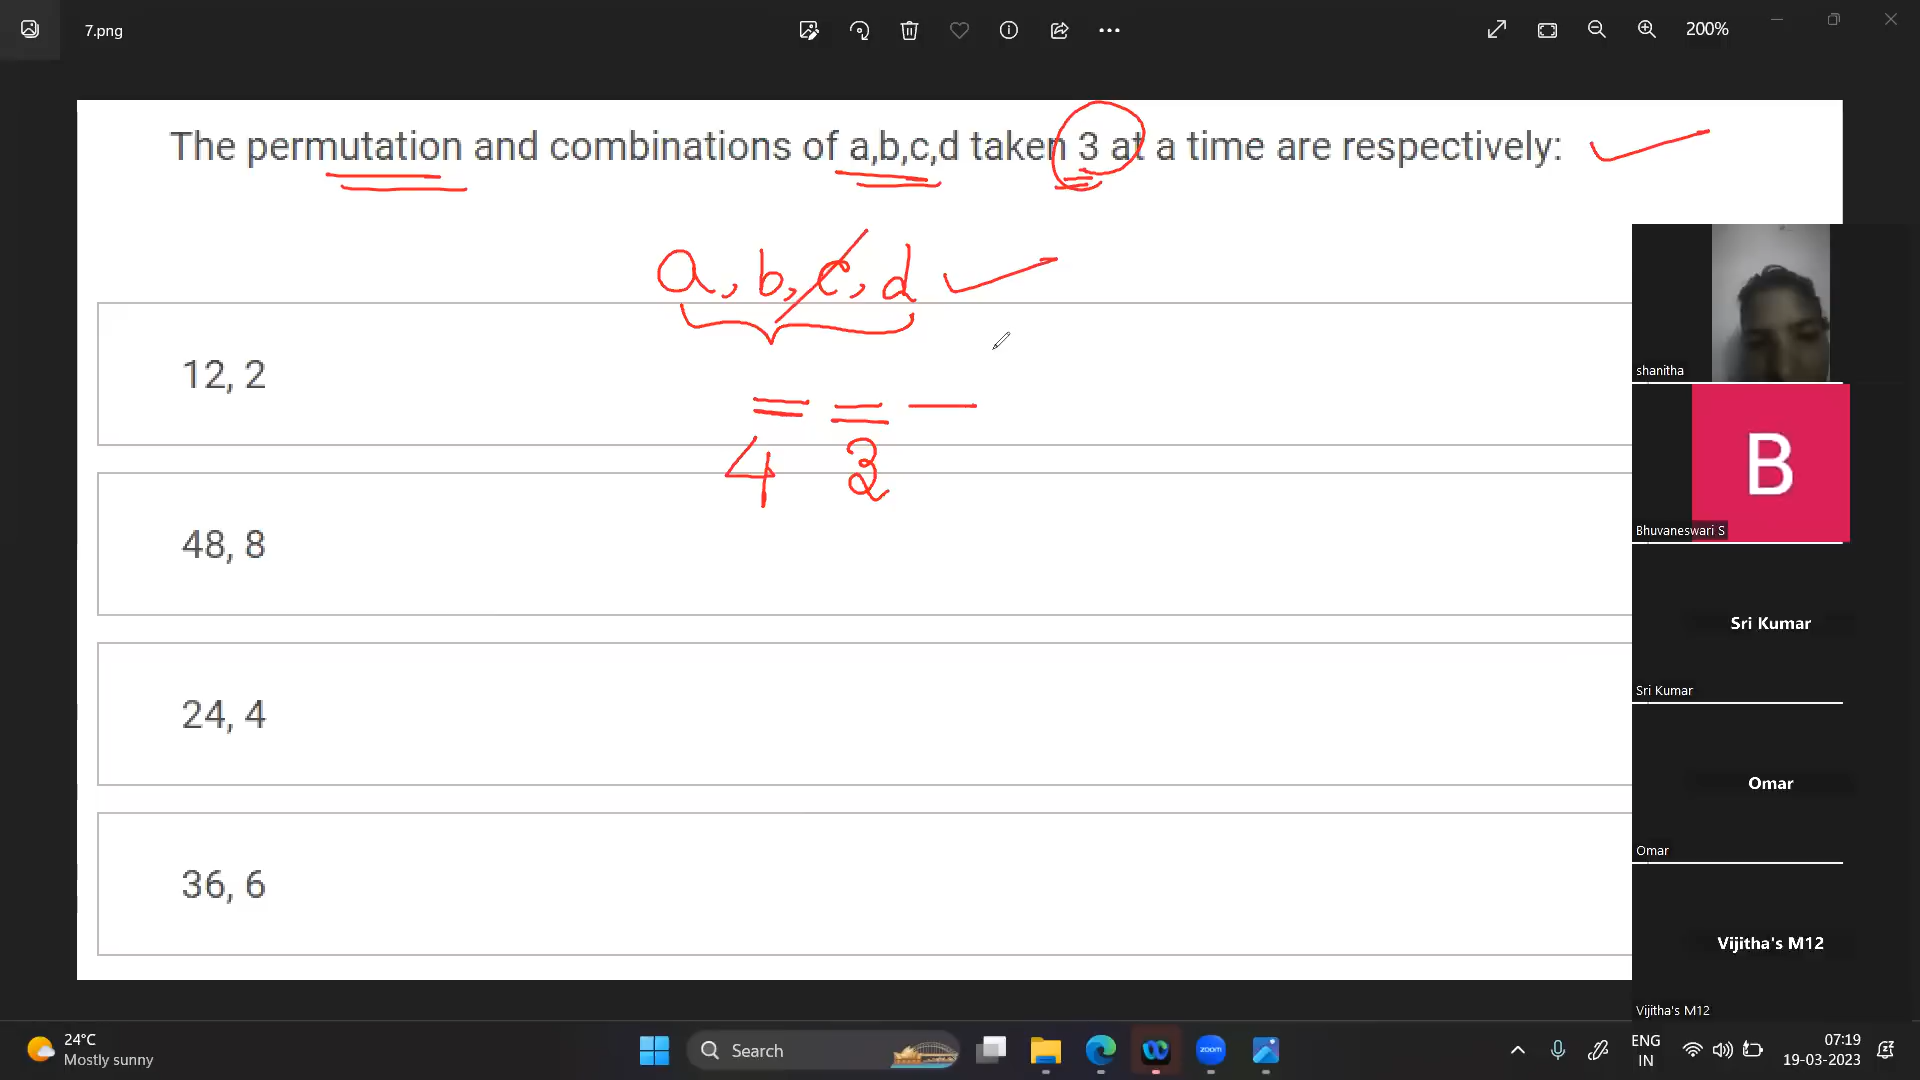 7.png
200%
The permutation and combinations of a,b,c,d taken 3 at a time are respectively:
a, b, c, d
12, 2
4 3
48, 8
24, 4
36, 6
shanitha
B
Bhuvaneswari S
Sri Kumar
Sri Kumar
Omar
Omar
Vijitha's M12
Vijitha's M12
24°C
Mostly sunny
Search
zoom
ENG
IN
07:19
19-03-2023